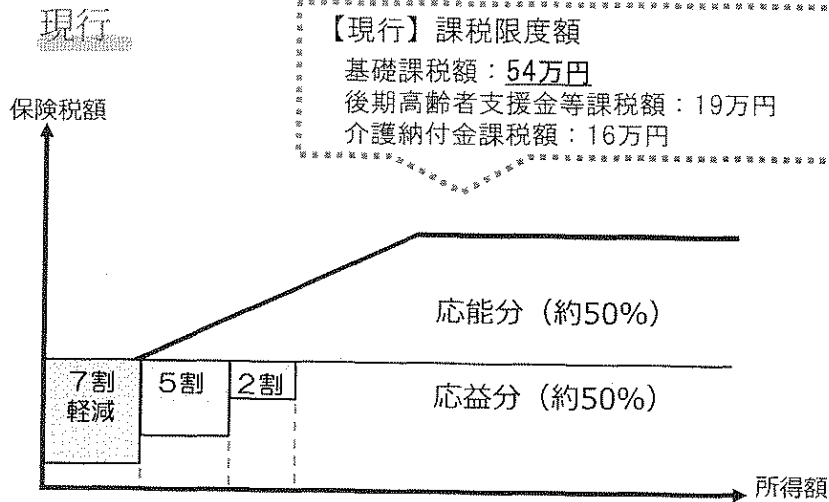 現行
【現行】課税限度額
基礎課税額：54万円
後期高齢者支援金等課税額：19万円
介護納付金課税額：16万円
保険税額
応能分（約50%）
7割
軽減
5割
2割
応益分（約50%）
所得額